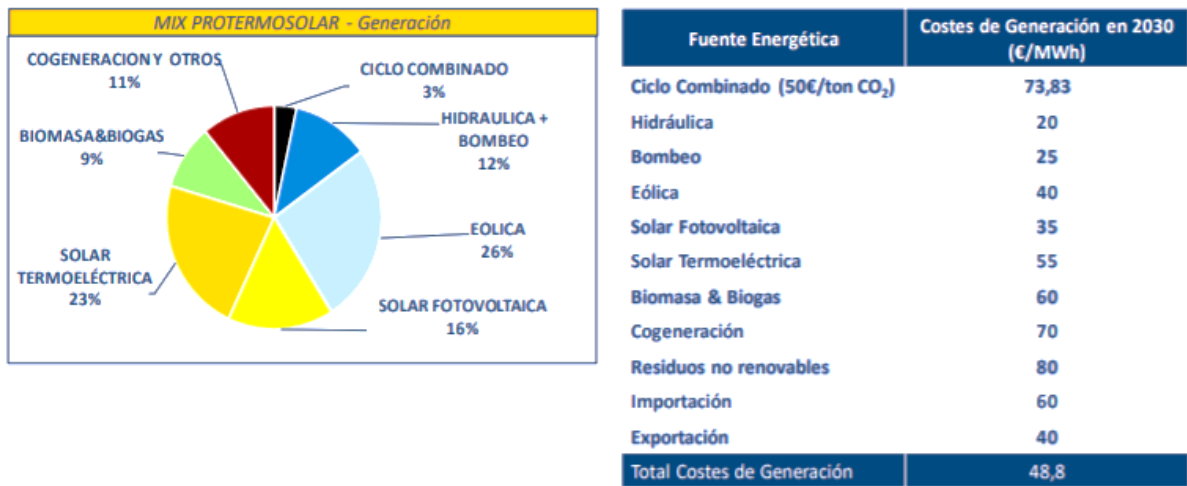 MIX PROTERMOSOLAR - Generación
COGENERACION Y OTROS
11%
CICLO COMBINADO
3%
HIDRAULICA +
BOMBEO
12%
BIOMASA&BIOGAS
9%
EOLICA
26%
SOLAR
TERMOELÉCTRICA
23%
SOLAR FOTOVOLTAICA
16%
Fuente Energética
Costes de Generación en 2030
(€/MWh)
Ciclo Combinado (50€/ton CO₂) 73,83
Hidráulica 20
Bombeo 25
Eólica 40
Solar Fotovoltaica 35
Solar Termoeléctrica 55
Biomasa & Biogas 60
Cogeneración 70
Residuos no renovables 80
Importación 60
Exportación 40
Total Costes de Generación 48,8